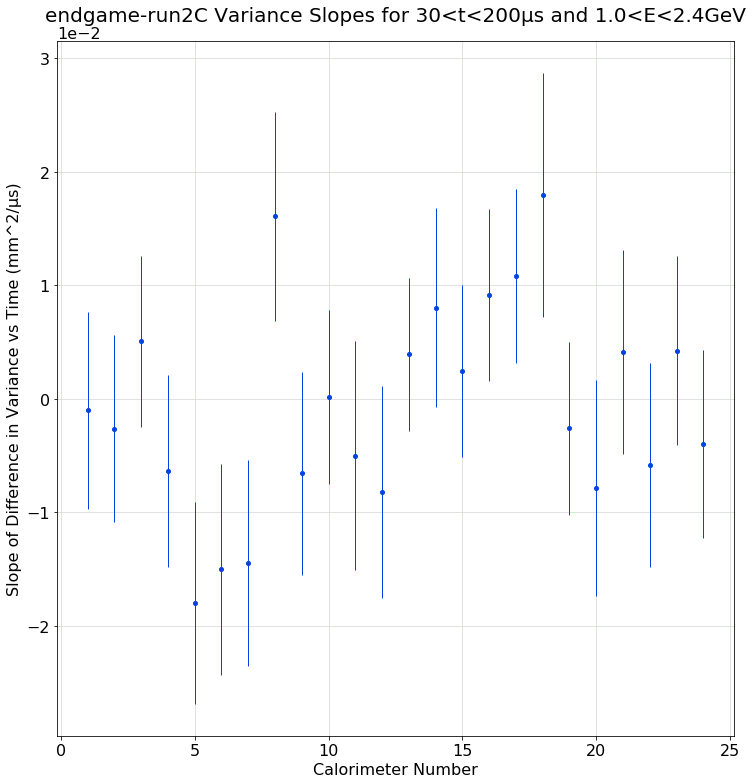 endgame-run2C Variance Slopes for 30<t<200μs and 1.0<E<2.4GeV
1e−2
3
2
1
0
−1
−2
0 5 10 15 20 25
Slope of Difference in Variance vs Time (mm^2/μs)
Calorimeter Number